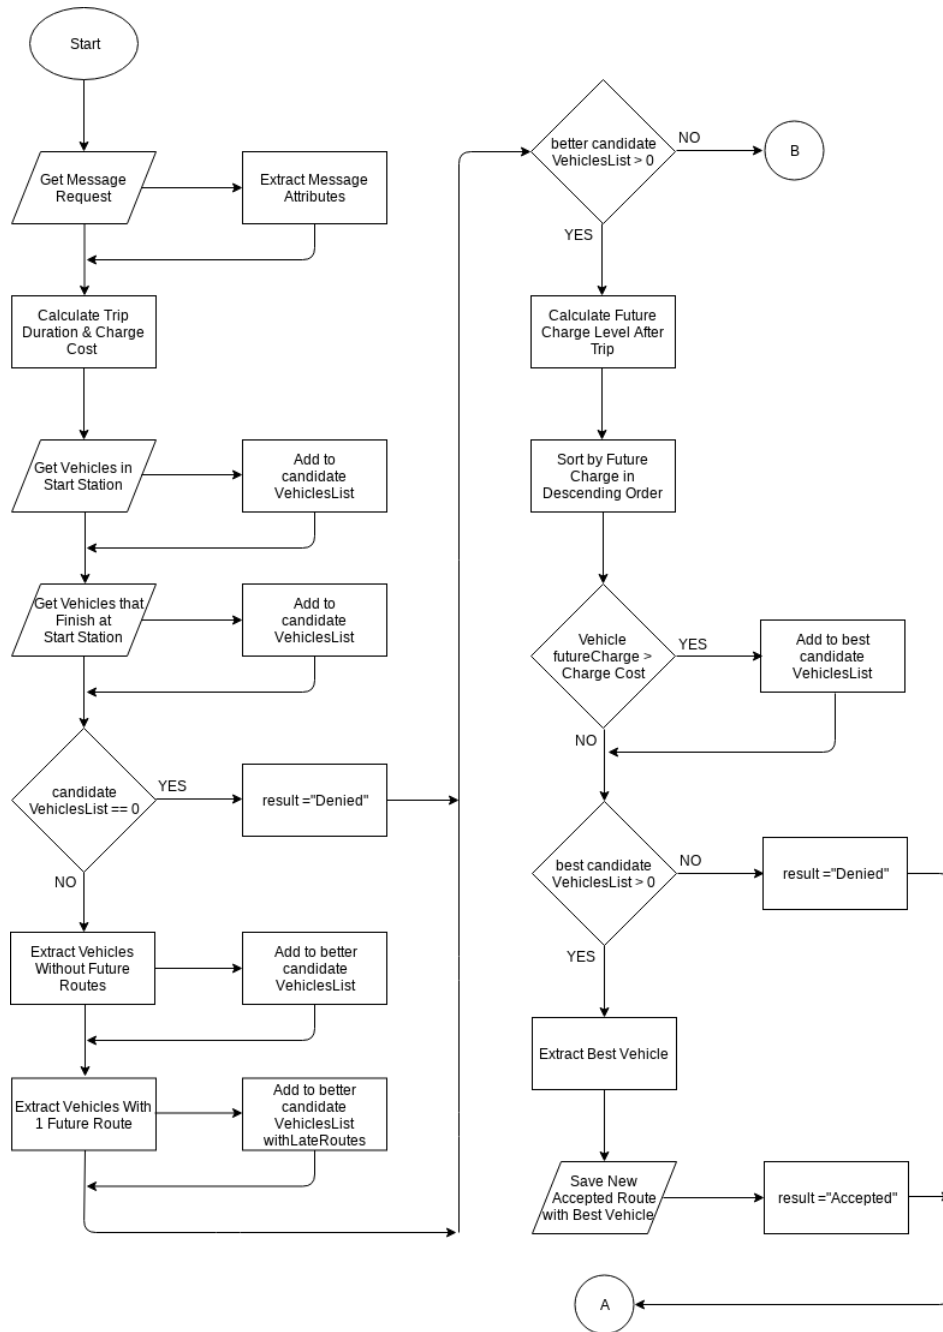 Start
Get Message
Request
Extract Message
Attributes
Calculate Trip
Duration & Charge
Cost
Get Vehicles in
Start Station
Add to
candidate
VehiclesList
Get Vehicles that
Finish at
Start Station
Add to
candidate
VehiclesList
candidate
VehiclesList == 0
YES
result ="Denied"
NO
Extract Vehicles
Without Future
Routes
Add to better
candidate
VehiclesList
Extract Vehicles With
1 Future Route
Add to better
candidate
VehiclesList
withLateRoutes
better candidate
VehiclesList > 0
NO
B
YES
Calculate Future
Charge Level After
Trip
Sort by Future
Charge in
Descending Order
Vehicle
futureCharge >
Charge Cost
YES
Add to best
candidate
VehiclesList
NO
best candidate
VehiclesList > 0
NO
result ="Denied"
YES
Extract Best Vehicle
Save New
Accepted Route
with Best Vehicle
result ="Accepted"
A